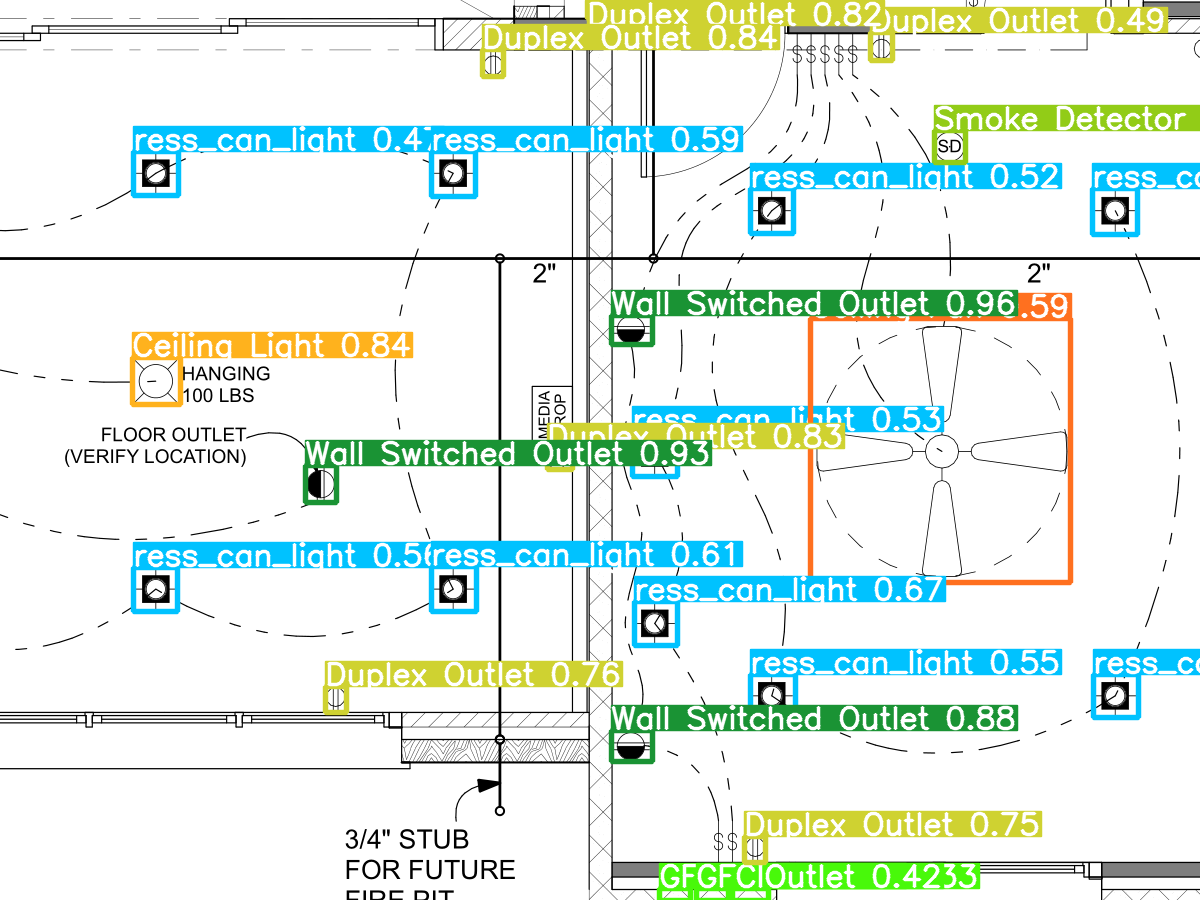 Duplex Outlet 0.82
Duplex Outlet 0.49
Duplex Outlet 0.84
$$$$$
Smoke Detector
SD
ress_can_light 0.4
ress_can_light 0.59
ress_can_light 0.52
ress_c
2"
2"
Wall Switched Outlet 0.96
.59
Ceiling Light 0.84
HANGING
100 LBS
MEDIA
ROP
ress_can_light 0.53
Duplex Outlet 0.83
FLOOR OUTLET
(VERIFY LOCATION)
Wall Switched Outlet 0.93
ress_can_light 0.56
ress_can_light 0.61
ress_can_light 0.67
Duplex Outlet 0.76
ress_can_light 0.55
ress_c
Wall Switched Outlet 0.88
3/4" STUB
FOR FUTURE
FIRE PIT
$$
Duplex Outlet 0.75
GFGFCIOutlet 0.4233